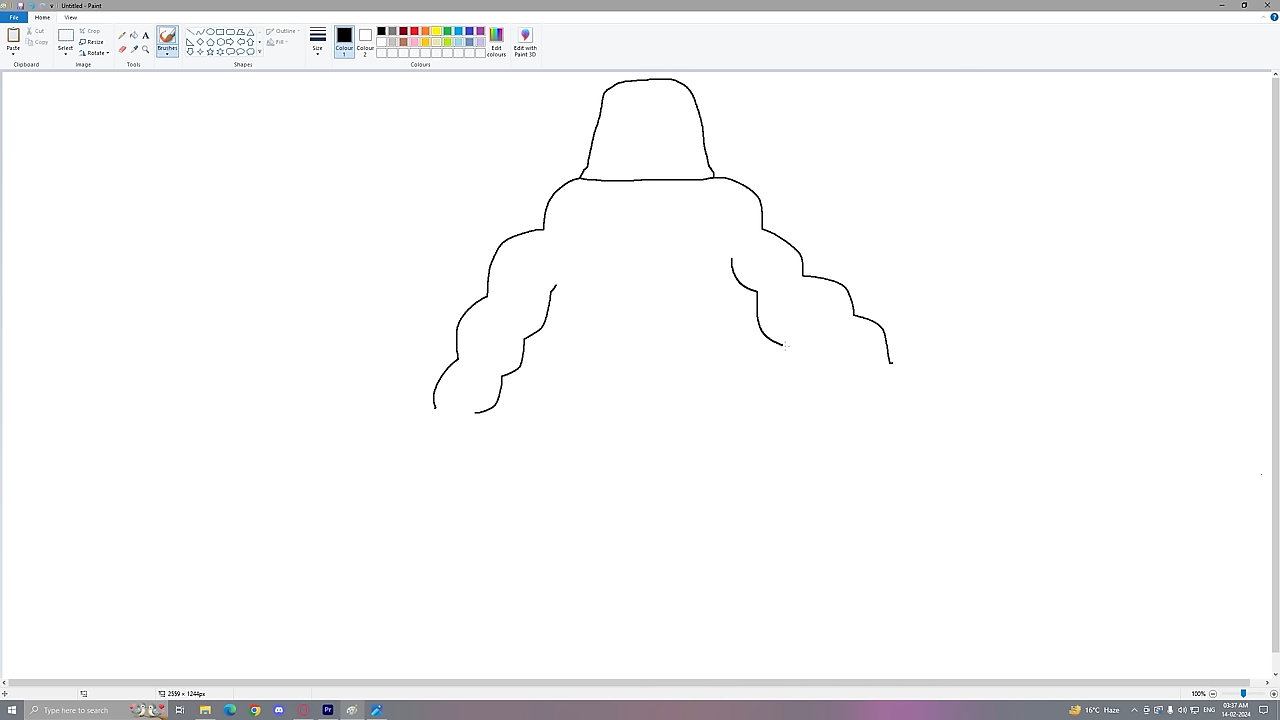 Untitled - Paint
File
Home
View
Paste
Cut
Copy
Clipboard
Select
Crop
Resize
Rotate
Image
A
Tools
Brushes
Outline
Fill
Shapes
Size
Colour 1
Colour 2
Edit colours
Edit with Paint 3D
Colours
2559 × 1244px
100%
Type here to search
Pr
16°C Haze
ENG
03:37 AM
14-02-2024